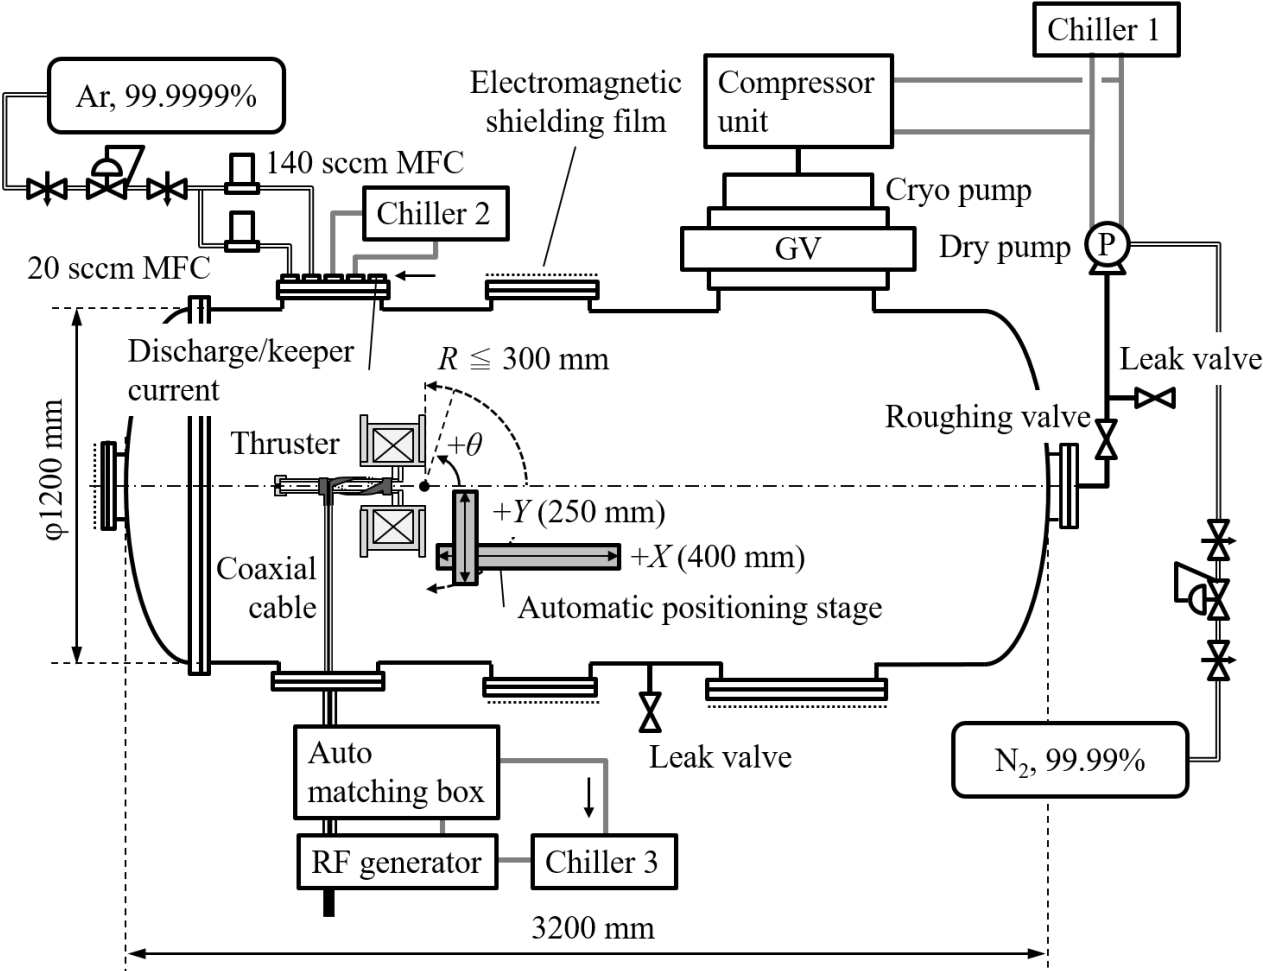 Chiller 1
Ar, 99.9999%
Electromagnetic
shielding film
Compressor
unit
140 sccm MFC
Cryo pump
Chiller 2
GV
Dry pump
P
20 sccm MFC
Discharge/keeper
current
R ≦ 300 mm
Leak valve
Roughing valve
φ1200 mm
Thruster
+θ
+Y (250 mm)
+X (400 mm)
Coaxial
cable
Automatic positioning stage
Leak valve
Auto
matching box
N₂, 99.99%
RF generator
Chiller 3
3200 mm